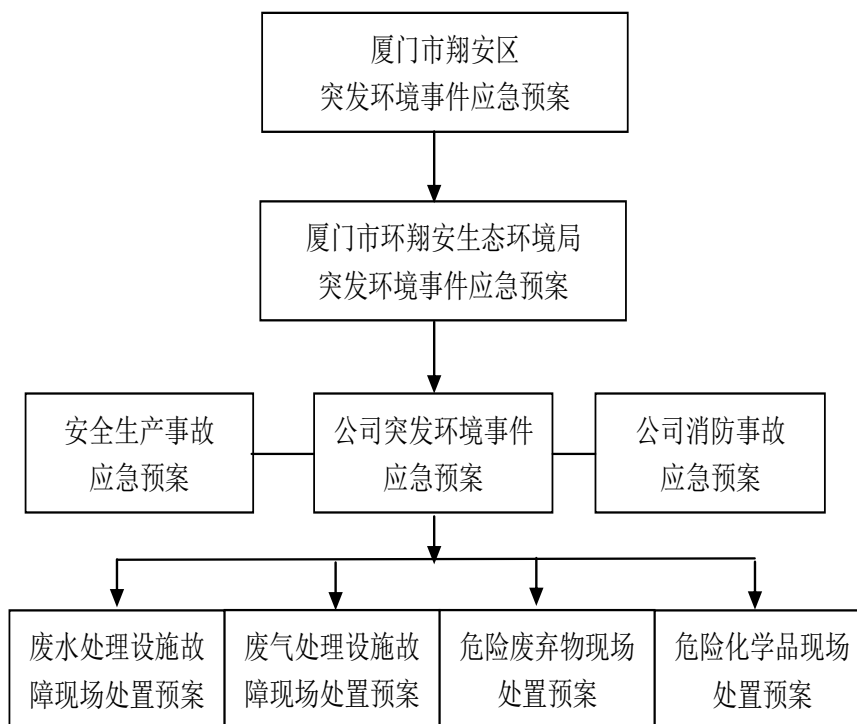 厦门市翔安区
突发环境事件应急预案
厦门市环翔安生态环境局
突发环境事件应急预案
安全生产事故
应急预案
公司突发环境事件
应急预案
公司消防事故
应急预案
废水处理设施故
障现场处置预案
废气处理设施故
障现场处置预案
危险废弃物现场
处置预案
危险化学品现场
处置预案